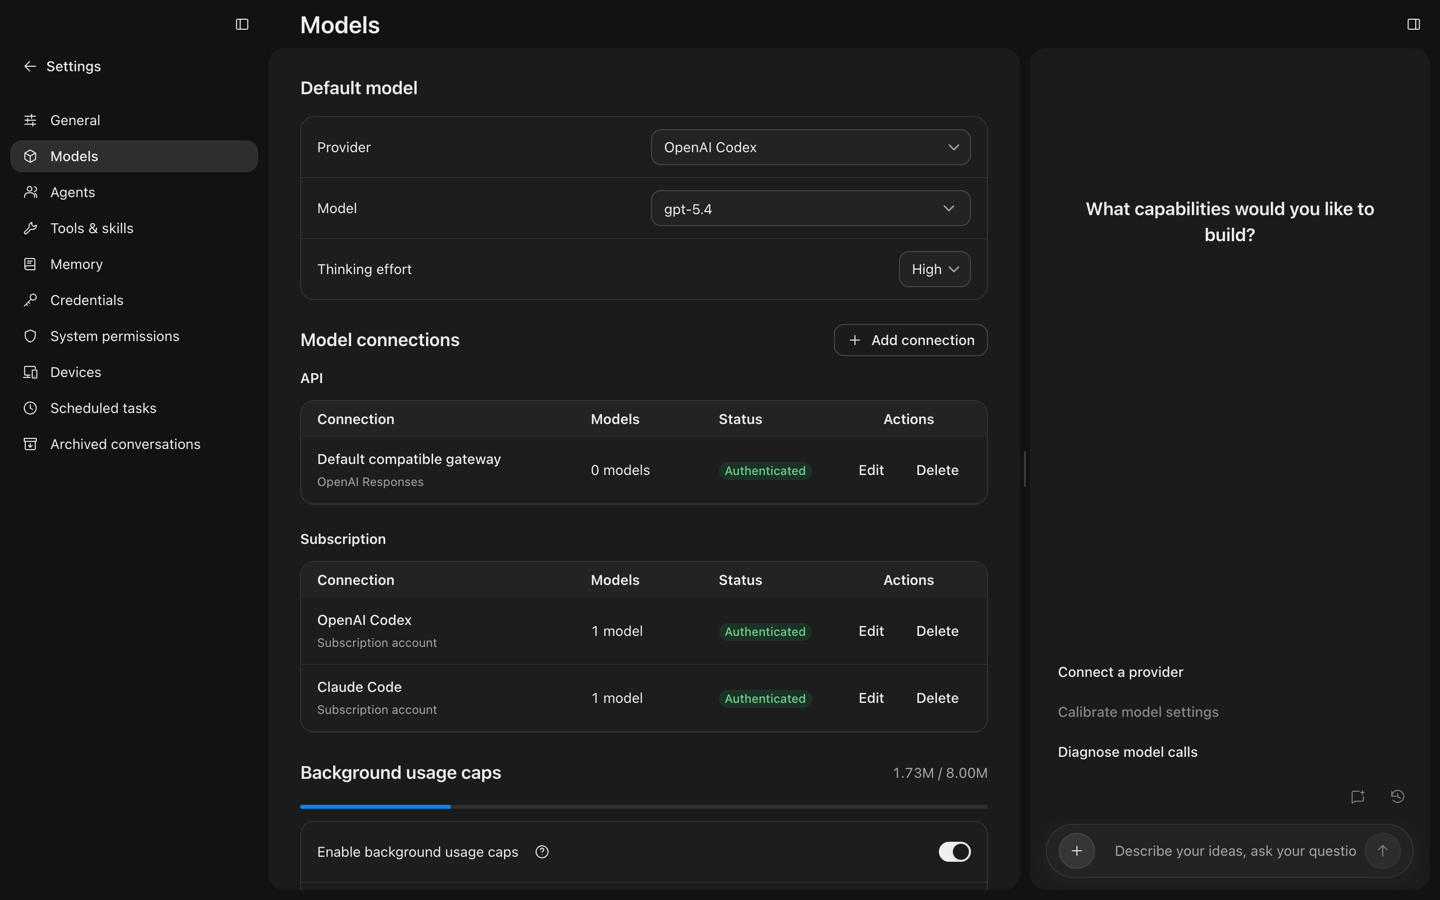 Models
Settings
General
Models
Agents
Tools & skills
Memory
Credentials
System permissions
Devices
Scheduled tasks
Archived conversations
Default model
Provider
OpenAI Codex
Model
gpt-5.4
Thinking effort
High
Model connections
Add connection
API
Connection Models Status Actions
Default compatible gateway
OpenAI Responses
0 models Authenticated Edit Delete
Subscription
Connection Models Status Actions
OpenAI Codex
Subscription account
1 model Authenticated Edit Delete
Claude Code
Subscription account
1 model Authenticated Edit Delete
Background usage caps
1.73M / 8.00M
Enable background usage caps
What capabilities would you like to
build?
Connect a provider
Calibrate model settings
Diagnose model calls
Describe your ideas, ask your questio